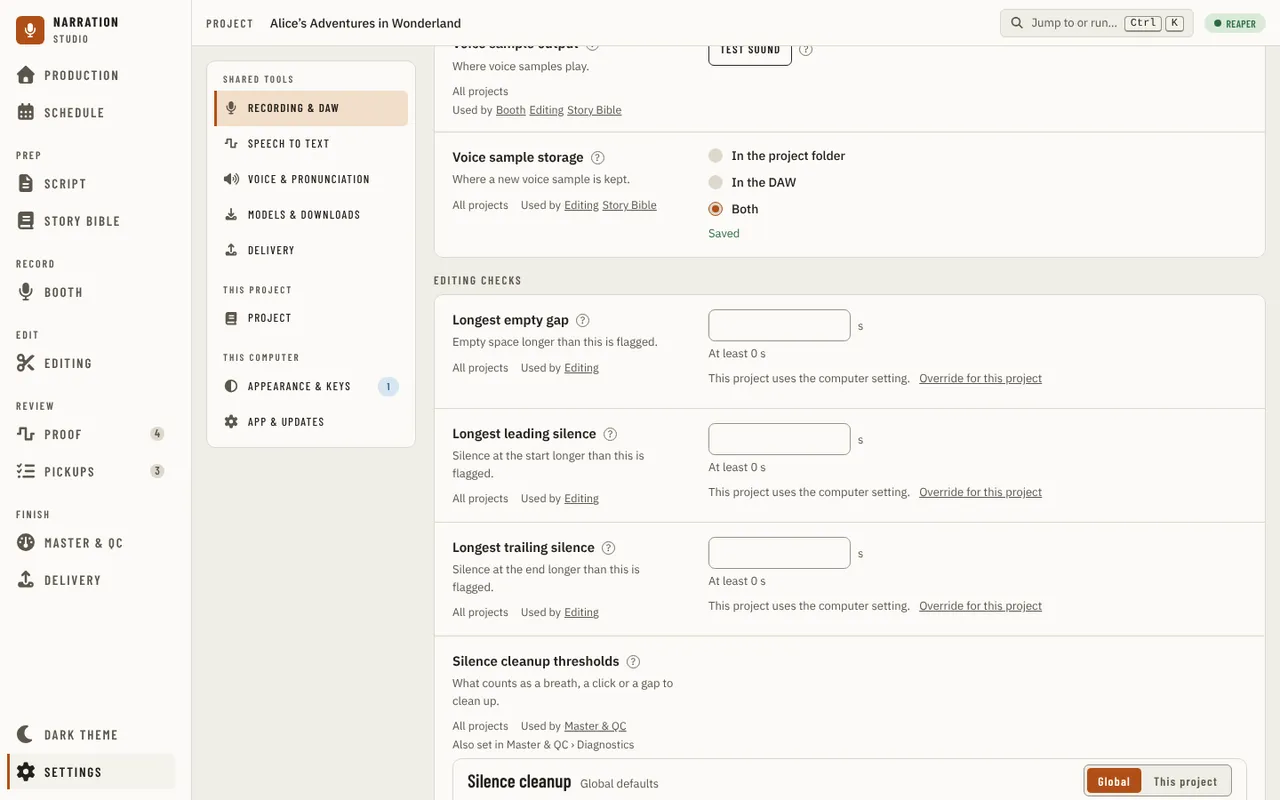 NARRATION
STUDIO
PRODUCTION
SCHEDULE
PREP
SCRIPT
STORY BIBLE
RECORD
BOOTH
EDIT
EDITING
REVIEW
PROOF 4
PICKUPS 3
FINISH
MASTER & QC
DELIVERY
DARK THEME
SETTINGS
PROJECT Alice's Adventures in Wonderland
Jump to or run... Ctrl K
REAPER
SHARED TOOLS
RECORDING & DAW
SPEECH TO TEXT
VOICE & PRONUNCIATION
MODELS & DOWNLOADS
DELIVERY
THIS PROJECT
PROJECT
THIS COMPUTER
APPEARANCE & KEYS 1
APP & UPDATES
Voice sample output ?
Where voice samples play.
All projects
Used by Booth Editing Story Bible
TEST SOUND ?
Voice sample storage ?
Where a new voice sample is kept.
All projects Used by Editing Story Bible
In the project folder
In the DAW
Both
Saved
EDITING CHECKS
Longest empty gap ?
Empty space longer than this is flagged.
All projects Used by Editing
s
At least 0 s
This project uses the computer setting. Override for this project
Longest leading silence ?
Silence at the start longer than this is
flagged.
All projects Used by Editing
s
At least 0 s
This project uses the computer setting. Override for this project
Longest trailing silence ?
Silence at the end longer than this is
flagged.
All projects Used by Editing
s
At least 0 s
This project uses the computer setting. Override for this project
Silence cleanup thresholds ?
What counts as a breath, a click or a gap to
clean up.
All projects Used by Master & QC
Also set in Master & QC › Diagnostics
Silence cleanup Global defaults
Global This project